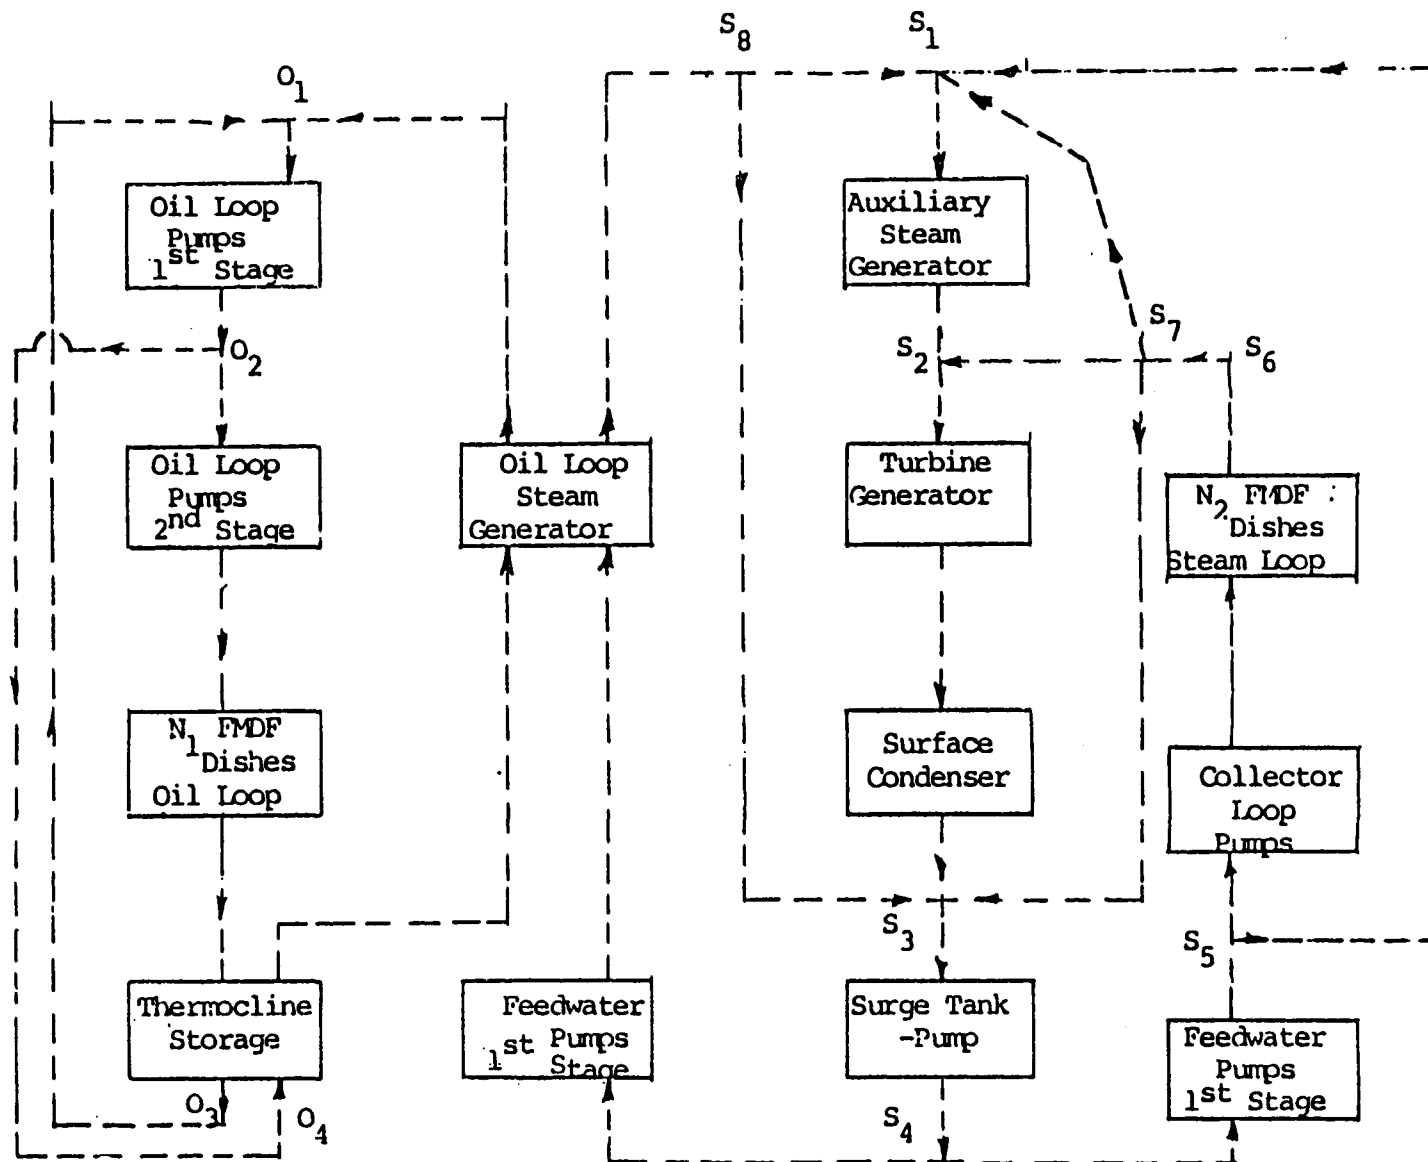 S8
S1
O1
Oil Loop
Pumps
1st Stage
Auxiliary
Steam
Generator
S7
O2
S2
S6
Oil Loop
Pumps
2nd Stage
Oil Loop
Steam
Generator
Turbine
Generator
N2 FMDF
Dishes
Steam Loop
N1 FMDF
Dishes
Oil Loop
Surface
Condenser
Collector
Loop
Pumps
S3
S5
Thermocline
Storage
Feedwater
Pumps
1st Stage
Surge Tank
-Pump
Feedwater
Pumps
1st Stage
O3
O4
S4